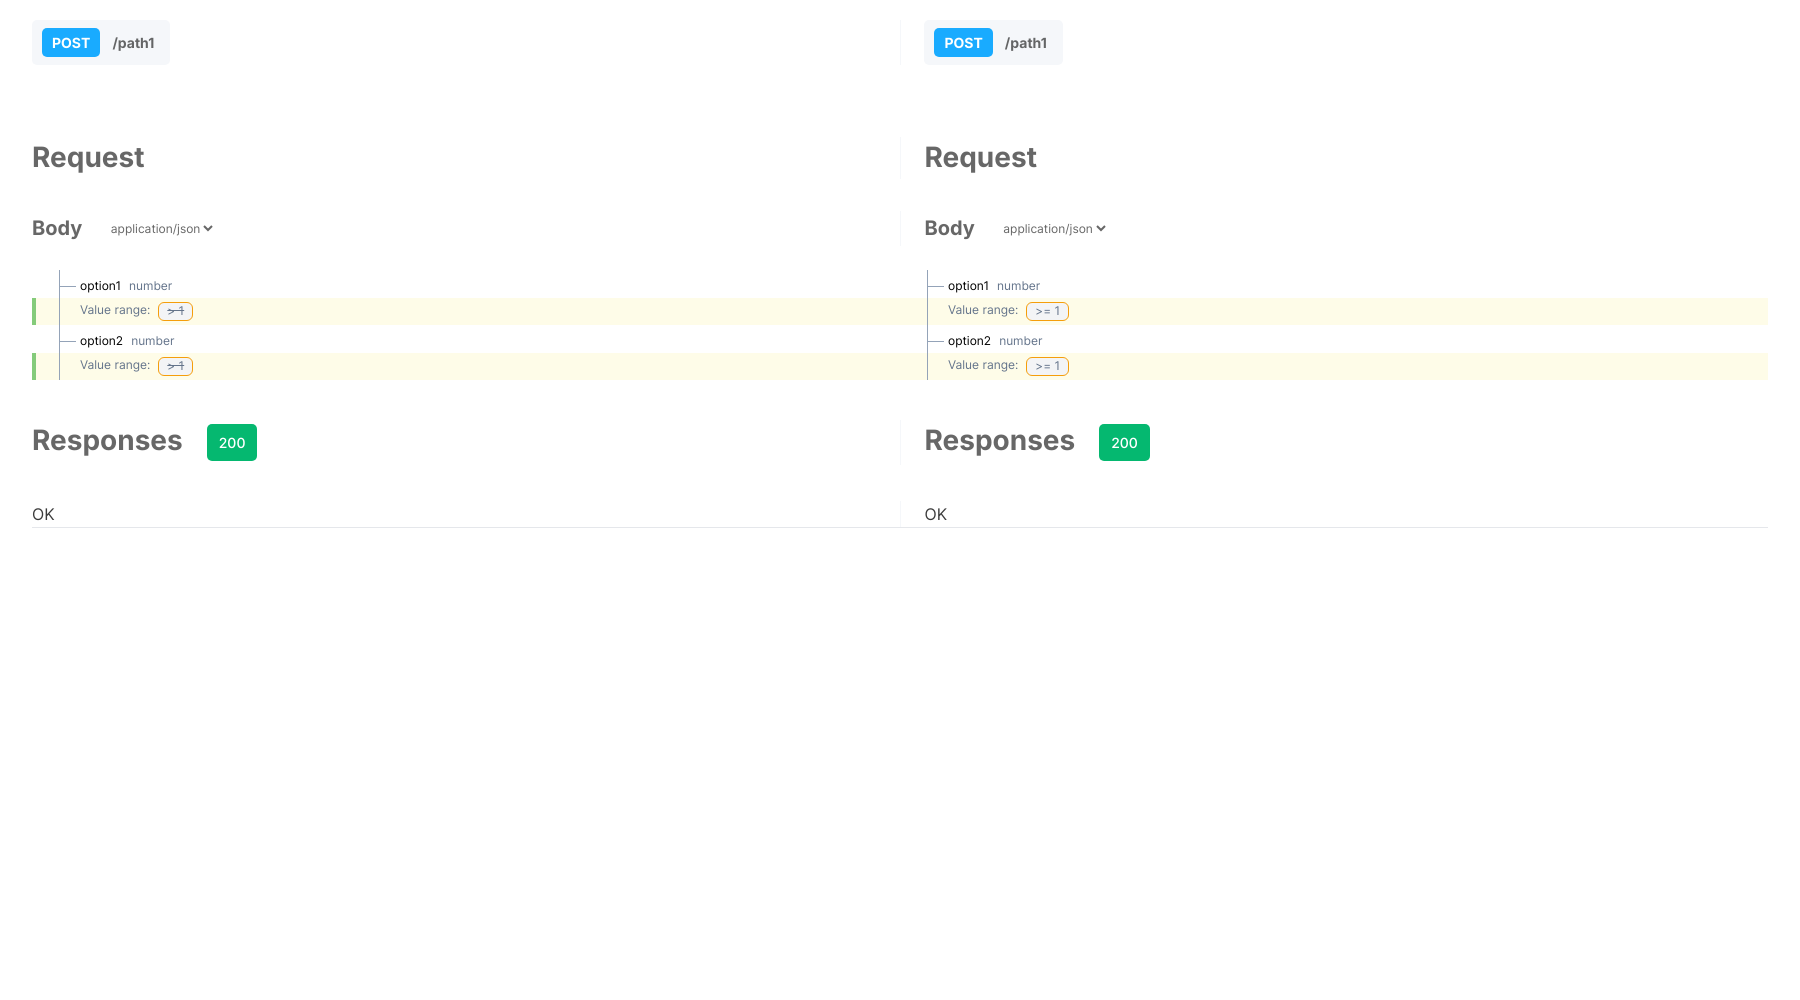 POST /path1
POST /path1
Request
Request
Body application/json
Body application/json
option1 number
option1 number
Value range: > 1
Value range: >= 1
option2 number
option2 number
Value range: > 1
Value range: >= 1
Responses 200
Responses 200
OK
OK